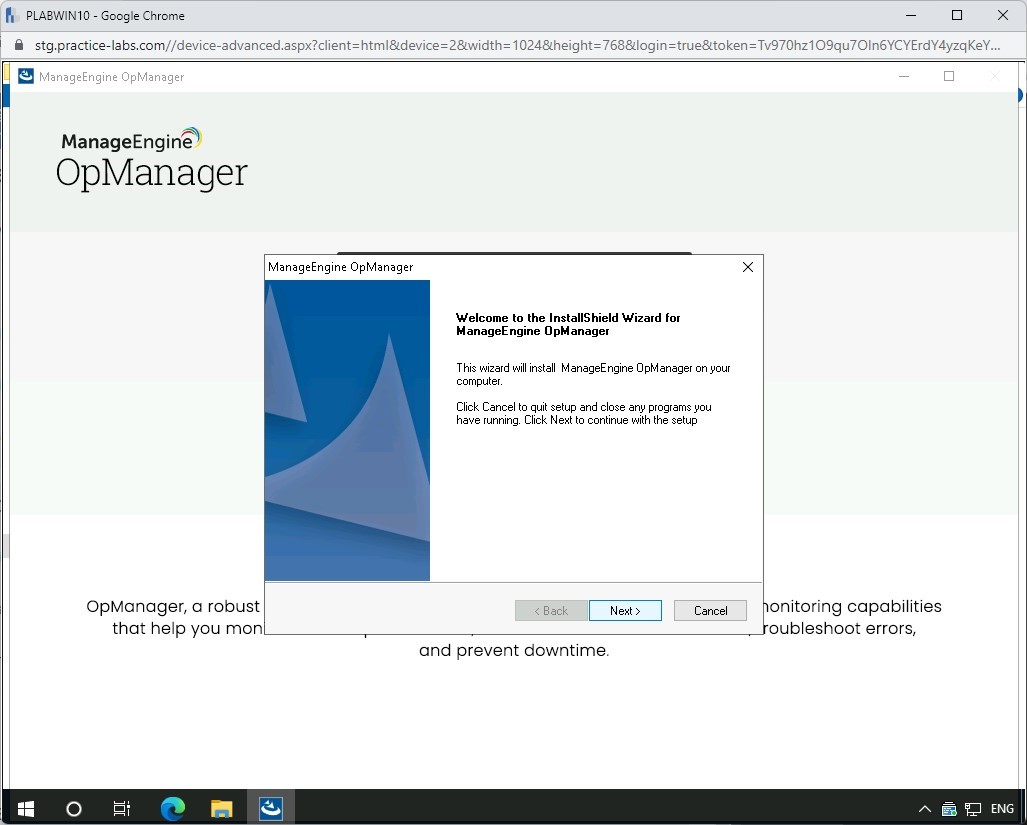 PLABWIN10 - Google Chrome
stg.practice-labs.com//device-advanced.aspx?client=html&device=2&width=1024&height=768&login=true&token=Tv970hz1O9qu7OIn6YCYErdY4yzqKeY...
ManageEngine OpManager
ManageEngine
OpManager
ManageEngine OpManager
Welcome to the InstallShield Wizard for
ManageEngine OpManager
This wizard will install ManageEngine OpManager on your
computer.
Click Cancel to quit setup and close any programs you
have running. Click Next to continue with the setup
< Back
Next >
Cancel
OpManager, a robust onitoring capabilities
that help you mon roubleshoot errors,
and prevent downtime.
ENG